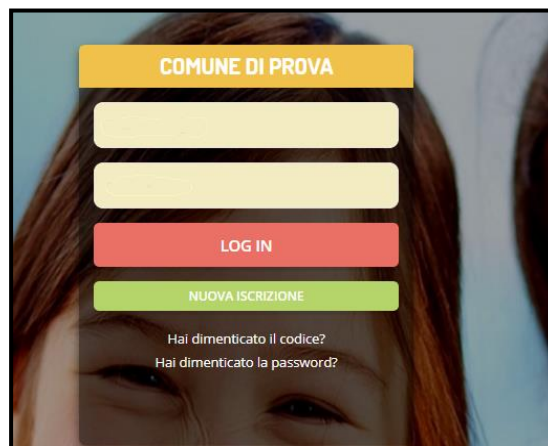 COMUNE DI PROVA
LOG IN
NUOVA ISCRIZIONE
Hai dimenticato il codice?
Hai dimenticato la password?